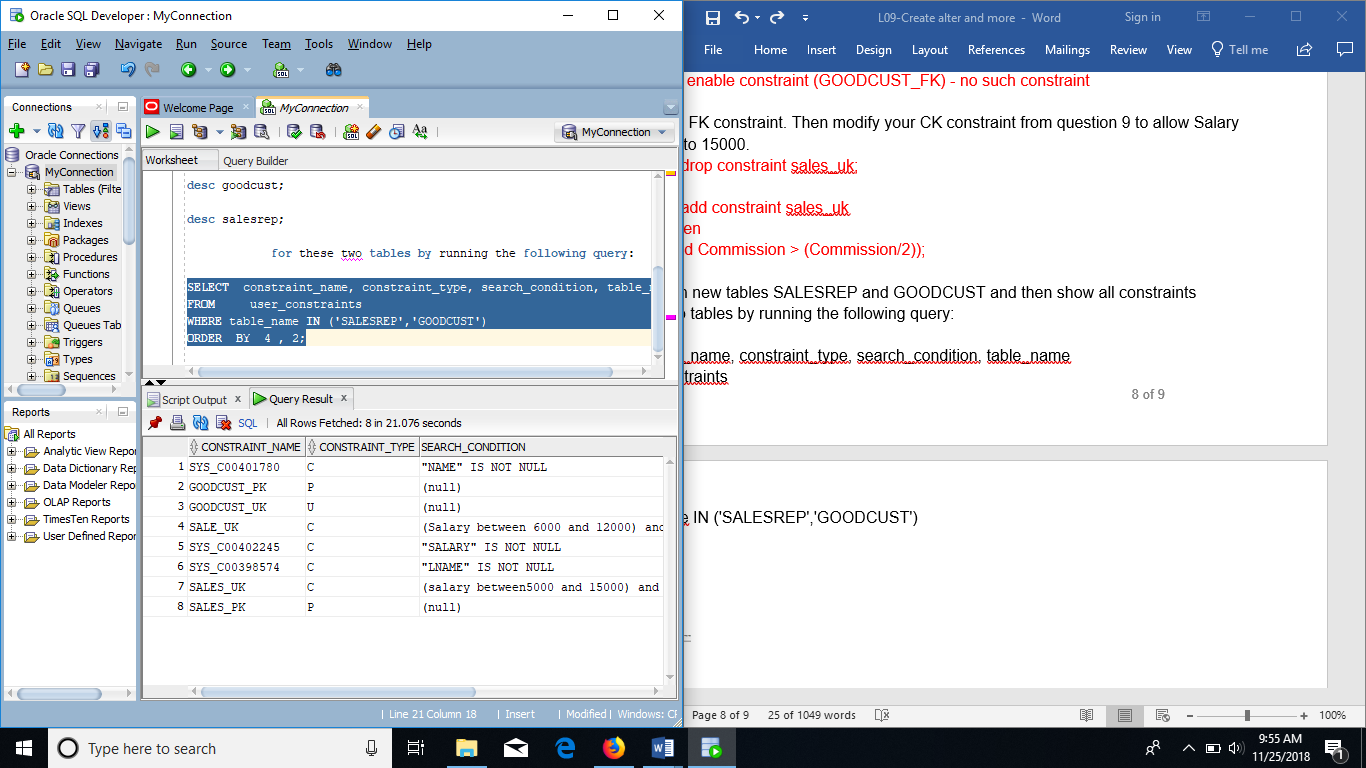 Oracle SQL Developer : MyConnection
File Edit View Navigate Run Source Team Tools Window Help
Connections
Oracle Connections
MyConnection
Tables (Filte
Views
Indexes
Packages
Procedures
Functions
Operators
Queues
Queues Tab
Triggers
Types
Sequences
Reports
All Reports
Analytic View Repor
Data Dictionary Repor
Data Modeler Repo
OLAP Reports
TimesTen Reports
User Defined Repor
Welcome Page
MyConnection
MyConnection
Worksheet Query Builder
desc goodcust;
desc salesrep;
for these two tables by running the following query:
SELECT constraint_name, constraint_type, search_condition, table_n
FROM user_constraints
WHERE table_name IN ('SALESREP','GOODCUST')
ORDER BY 4 , 2;
Script Output x Query Result x
SQL | All Rows Fetched: 8 in 21.076 seconds
CONSTRAINT_NAME CONSTRAINT_TYPE SEARCH_CONDITION
1 SYS_C00401780 C "NAME" IS NOT NULL
2 GOODCUST_PK P (null)
3 GOODCUST_UK U (null)
4 SALE_UK C (Salary between 6000 and 12000) and
5 SYS_C00402245 C "SALARY" IS NOT NULL
6 SYS_C00398574 C "LNAME" IS NOT NULL
7 SALES_UK C (salary between5000 and 15000) and
8 SALES_PK P (null)
| Line 21 Column 18 | Insert | Modified | Windows: CF
L09-Create alter and more - Word
Sign in
File Home Insert Design Layout References Mailings Review View Tell me
enable constraint (GOODCUST_FK) - no such constraint
FK constraint. Then modify your CK constraint from question 9 to allow Salary
to 15000.
drop constraint sales_uk;
add constraint sales_uk
en
d Commission > (Commission/2));
n new tables SALESREP and GOODCUST and then show all constraints
o tables by running the following query:
_name, constraint_type, search_condition, table_name
traints
8 of 9
e IN ('SALESREP','GOODCUST')
Page 8 of 9 25 of 1049 words
100%
Type here to search
9:55 AM
11/25/2018
1